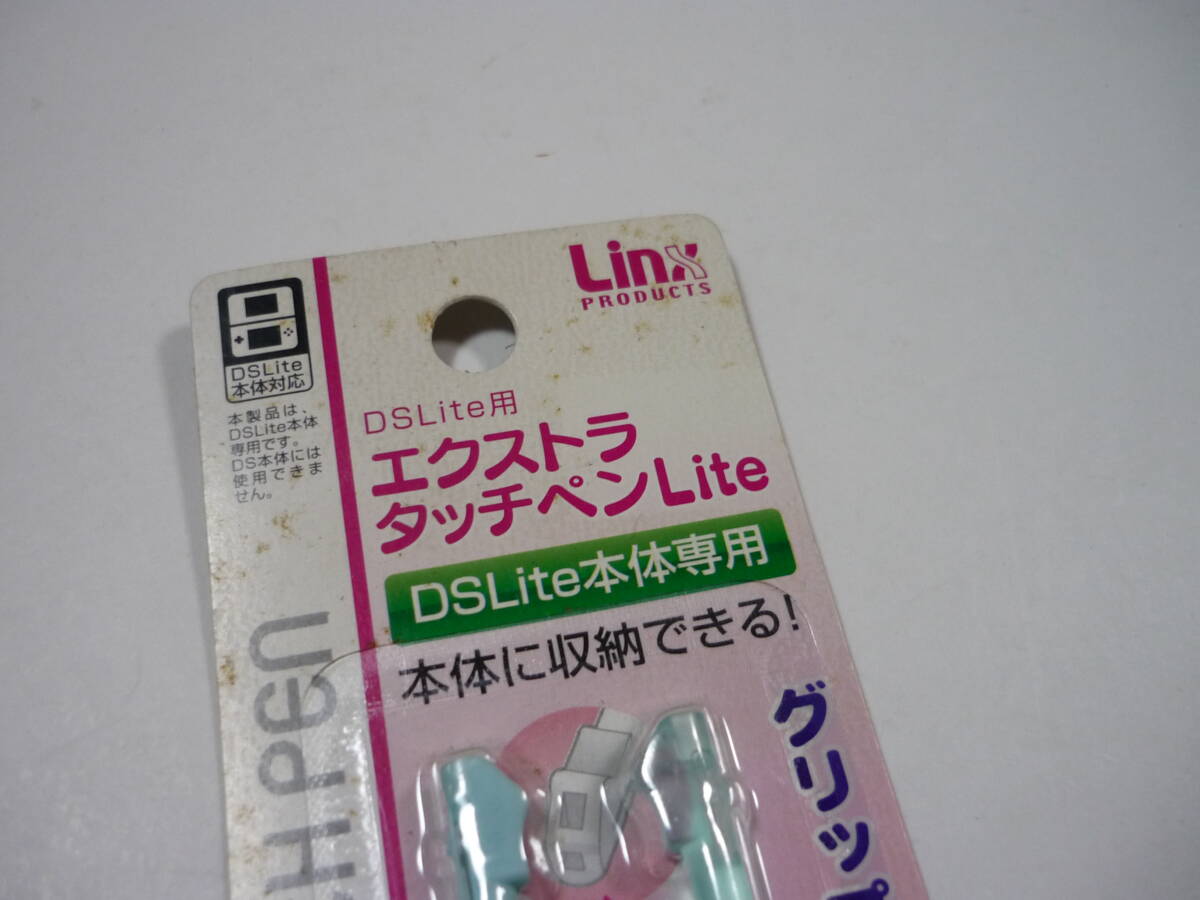 Linx
PRODUCTS
DSLite
本体対応
本製品は、
DSLite本体
専用です。
DS本体には
使用できま
せん。
DSLite用
エクストラ
タッチペンLite
DSLite本体専用
本体に収納できる!
グリップ
H Pen